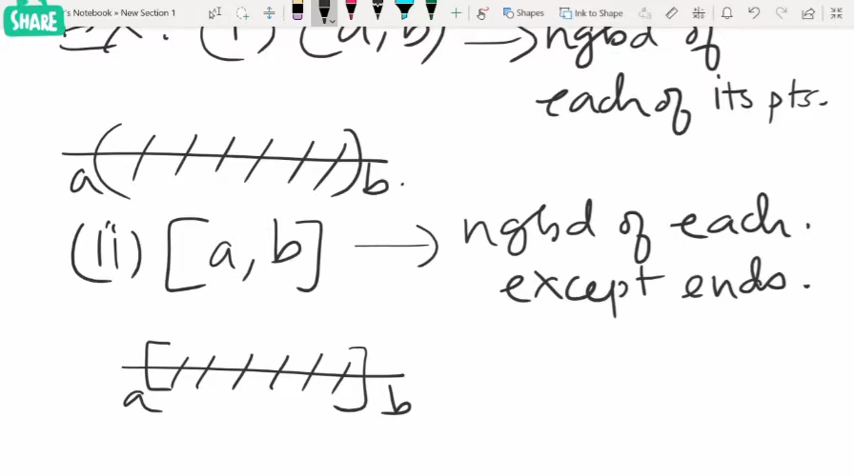 SHARE
's Notebook » New Section 1
Shapes
Ink to Shape
Ex: (i) (a, b) → ngbd of
each of its pts.
a ( ) b.
(ii) [a, b] → ngbd of each.
except ends.
a [ ] b